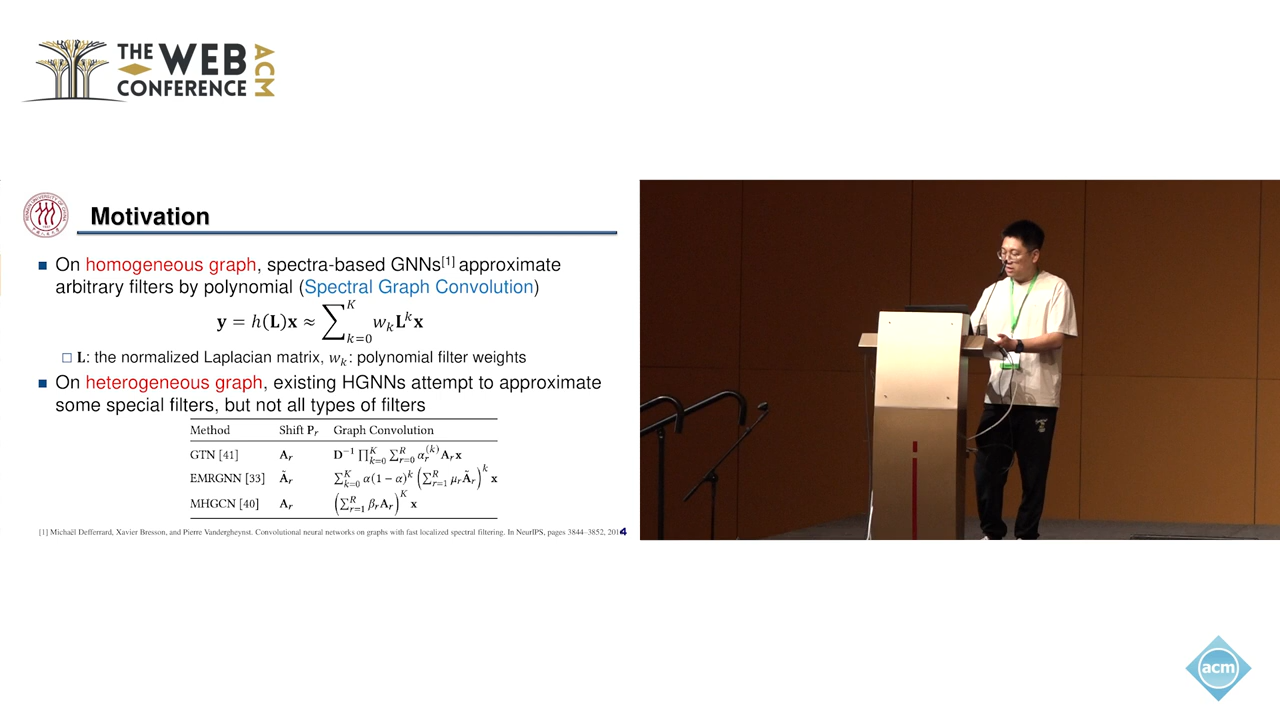 THE WEB
CONFERENCE
ACM
Motivation
On homogeneous graph, spectra-based GNNs[1] approximate
arbitrary filters by polynomial (Spectral Graph Convolution)
𝐲 = ℎ(𝐋)𝐱 ≈ ∑_{𝑘=0}^{𝐾} 𝑤_𝑘 𝐋^𝑘 𝐱
𝐋: the normalized Laplacian matrix, 𝑤_𝑘: polynomial filter weights
On heterogeneous graph, existing HGNNs attempt to approximate
some special filters, but not all types of filters
Method Shift P_r Graph Convolution
GTN [41] A_r D^{-1} ∏_{k=0}^{K} ∑_{r=0}^{R} α_r^{(k)} A_r x
EMRGNN [33] Ã_r ∑_{k=0}^{K} α(1 − α)^k (∑_{r=1}^{R} μ_r Ã_r)^k x
MHGCN [40] A_r (∑_{r=1}^{R} β_r A_r)^K x
[1] Michaël Defferrard, Xavier Bresson, and Pierre Vandergheynst. Convolutional neural networks on graphs with fast localized spectral filtering. In NeurIPS, pages 3844–3852, 201
4
acm